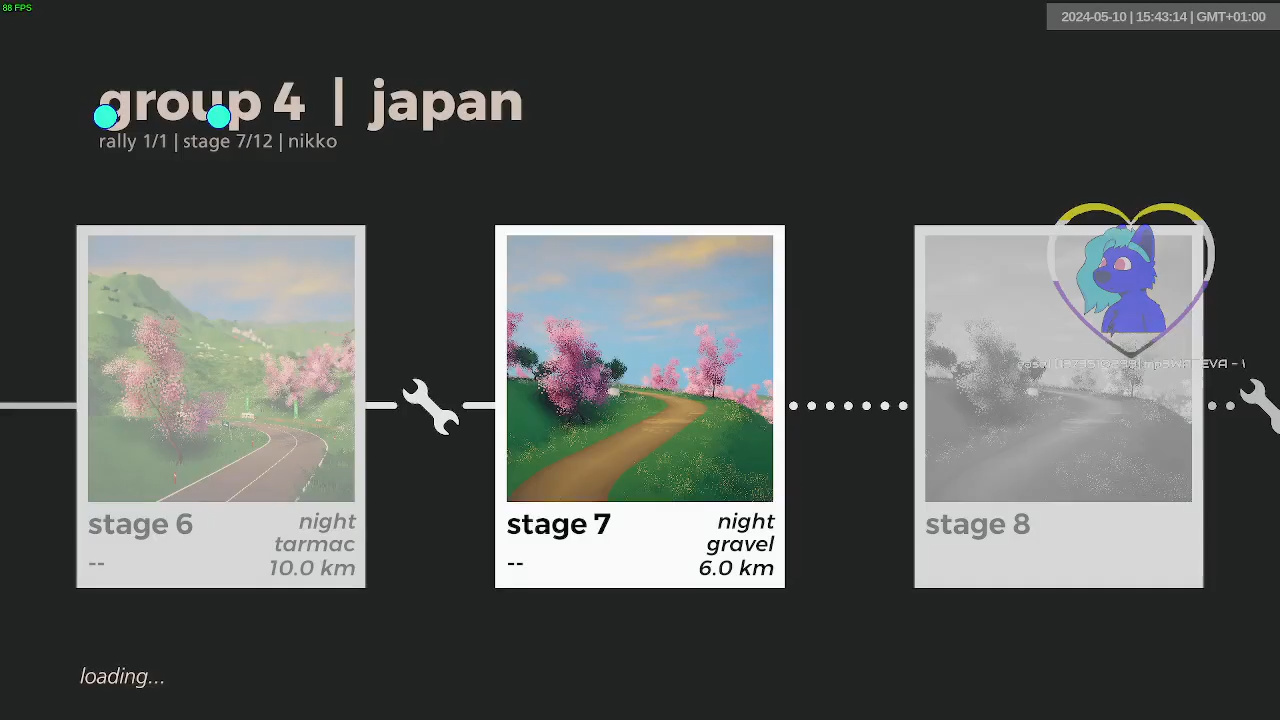 88 FPS
2024-05-10 | 15:43:14 | GMT+01:00
group 4 | japan
rally 1/1 | stage 7/12 | nikko
stage 6
night
tarmac
--
10.0 km
stage 7
night
gravel
--
6.0 km
stage 8
loading...